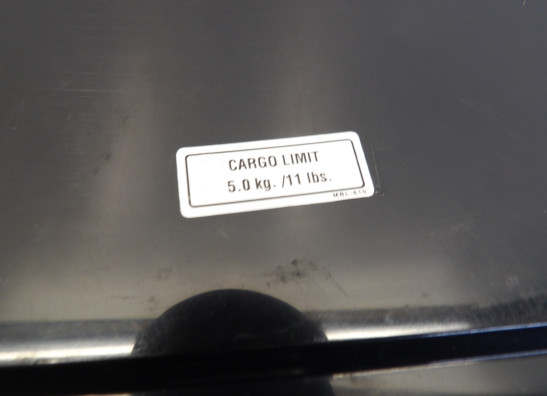 CARGO LIMIT
5.0 kg. /11 lbs.